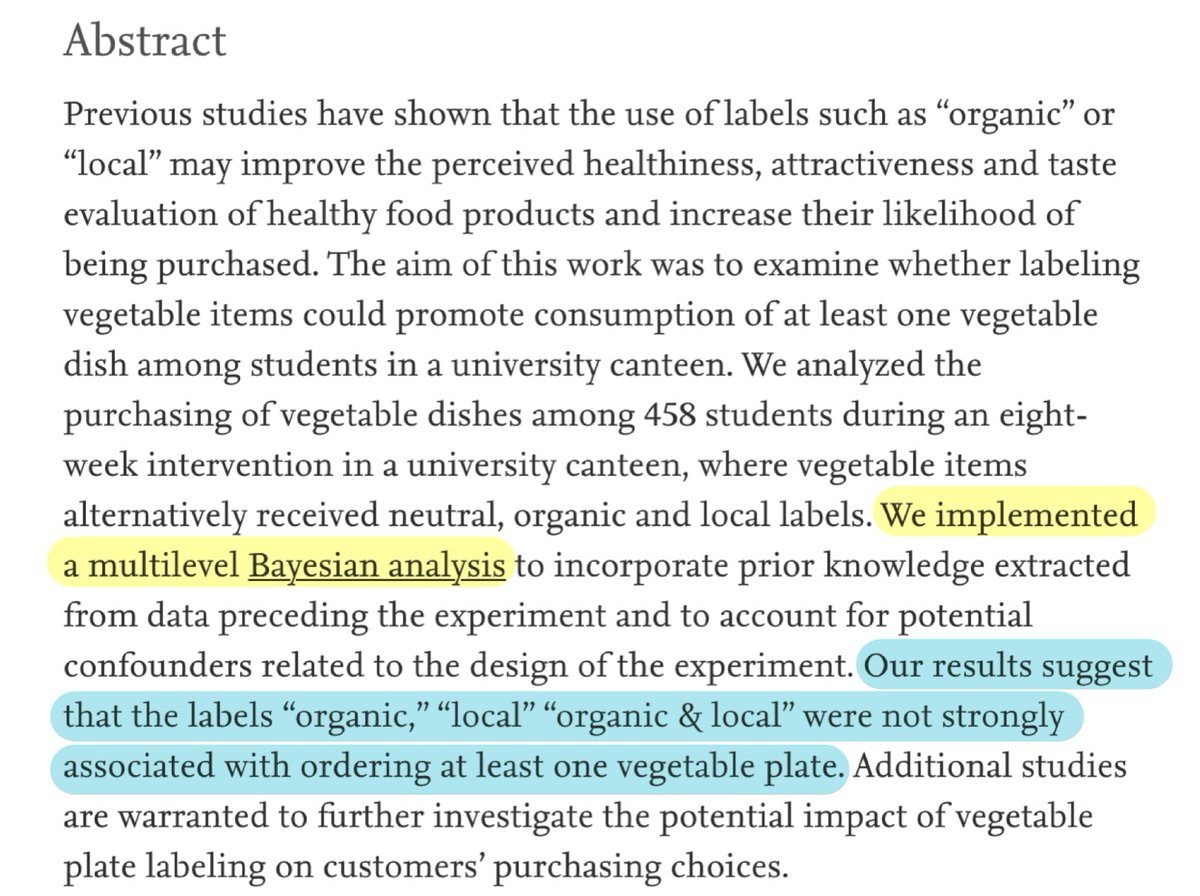 Abstract
Previous studies have shown that the use of labels such as “organic” or
“local” may improve the perceived healthiness, attractiveness and taste
evaluation of healthy food products and increase their likelihood of
being purchased. The aim of this work was to examine whether labeling
vegetable items could promote consumption of at least one vegetable
dish among students in a university canteen. We analyzed the
purchasing of vegetable dishes among 458 students during an eight-
week intervention in a university canteen, where vegetable items
alternatively received neutral, organic and local labels. We implemented
a multilevel Bayesian analysis to incorporate prior knowledge extracted
from data preceding the experiment and to account for potential
confounders related to the design of the experiment. Our results suggest
that the labels “organic,” “local” “organic & local” were not strongly
associated with ordering at least one vegetable plate. Additional studies
are warranted to further investigate the potential impact of vegetable
plate labeling on customers’ purchasing choices.